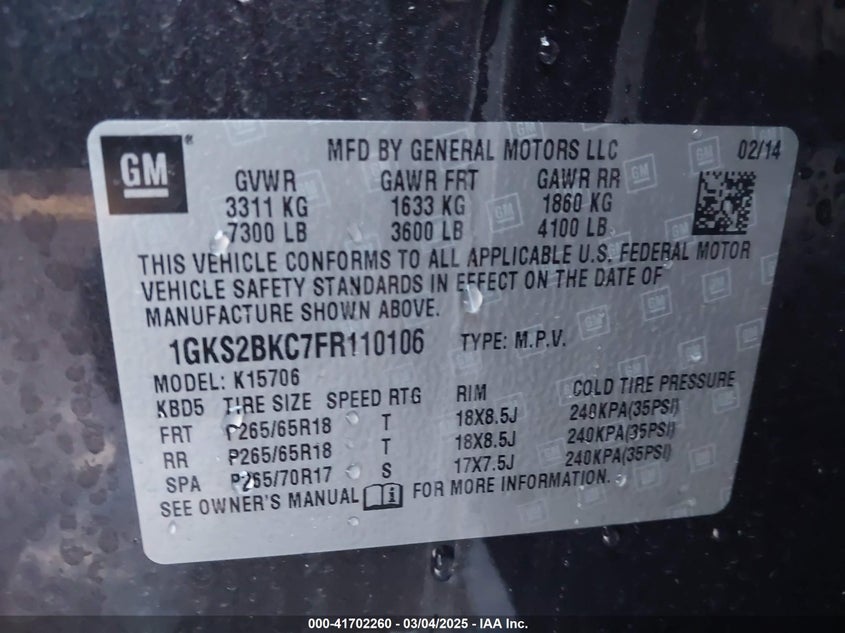 GM
MFD BY GENERAL MOTORS LLC 02/14
GVWR GAWR FRT GAWR RR
3311 KG 1633 KG 1860 KG
7300 LB 3600 LB 4100 LB
THIS VEHICLE CONFORMS TO ALL APPLICABLE U.S. FEDERAL MOTOR
VEHICLE SAFETY STANDARDS IN EFFECT ON THE DATE OF
MANUFACTURE SHOWN ABOVE.
1GKS2BKC7FR110106 TYPE: M.P.V.
MODEL: K15706
KBD5 TIRE SIZE SPEED RTG RIM COLD TIRE PRESSURE
FRT P265/65R18 T 18X8.5J 240KPA(35PSI)
RR P265/65R18 T 18X8.5J 240KPA(35PSI)
SPA P265/70R17 S 17X7.5J 240KPA(35PSI)
SEE OWNER'S MANUAL FOR MORE INFORMATION.
000-41702260 - 03/04/2025 - IAA Inc.